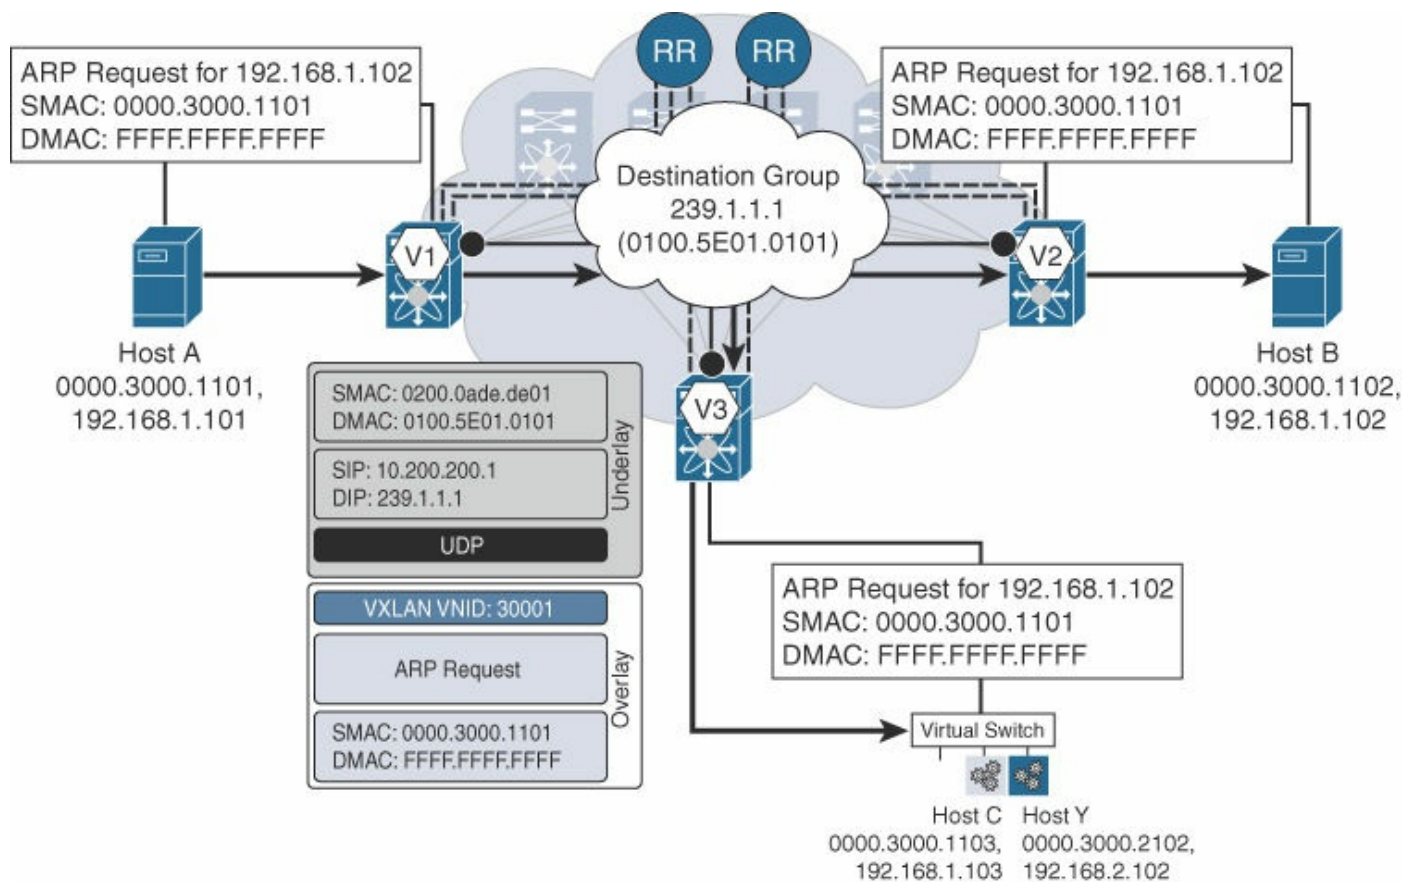 RR
RR
ARP Request for 192.168.1.102
SMAC: 0000.3000.1101
DMAC: FFFF.FFFF.FFFF
ARP Request for 192.168.1.102
SMAC: 0000.3000.1101
DMAC: FFFF.FFFF.FFFF
Destination Group
239.1.1.1
(0100.5E01.0101)
V1
V2
Host A
0000.3000.1101,
192.168.1.101
Host B
0000.3000.1102,
192.168.1.102
V3
SMAC: 0200.0ade.de01
DMAC: 0100.5E01.0101
SIP: 10.200.200.1
DIP: 239.1.1.1
UDP
Underlay
VXLAN VNID: 30001
ARP Request
SMAC: 0000.3000.1101
DMAC: FFFF.FFFF.FFFF
Overlay
ARP Request for 192.168.1.102
SMAC: 0000.3000.1101
DMAC: FFFF.FFFF.FFFF
Virtual Switch
Host C
0000.3000.1103,
192.168.1.103
Host Y
0000.3000.2102,
192.168.2.102